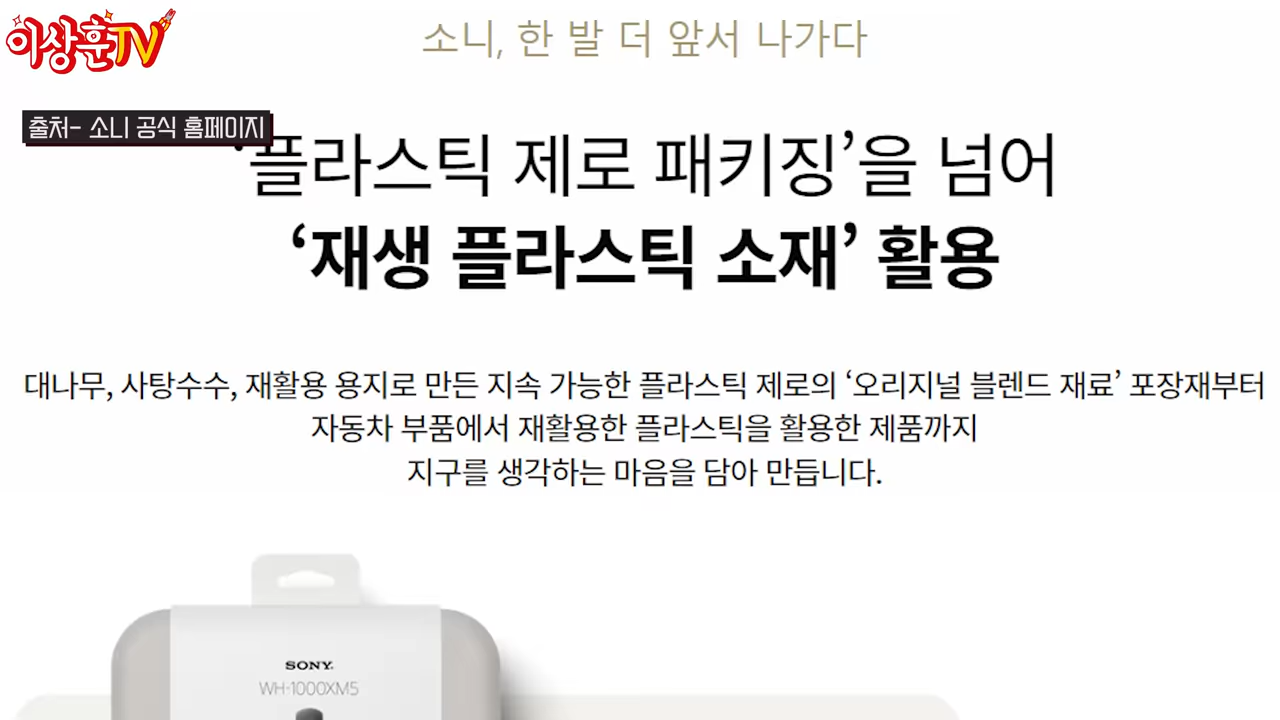 이상훈TV
소니, 한 발 더 앞서 나가다
출처- 소니 공식 홈페이지
‘플라스틱 제로 패키징’을 넘어
‘재생 플라스틱 소재’ 활용
대나무, 사탕수수, 재활용 용지로 만든 지속 가능한 플라스틱 제로의 ‘오리지널 블렌드 재료’ 포장재부터
자동차 부품에서 재활용한 플라스틱을 활용한 제품까지
지구를 생각하는 마음을 담아 만듭니다.
SONY
WH-1000XM5